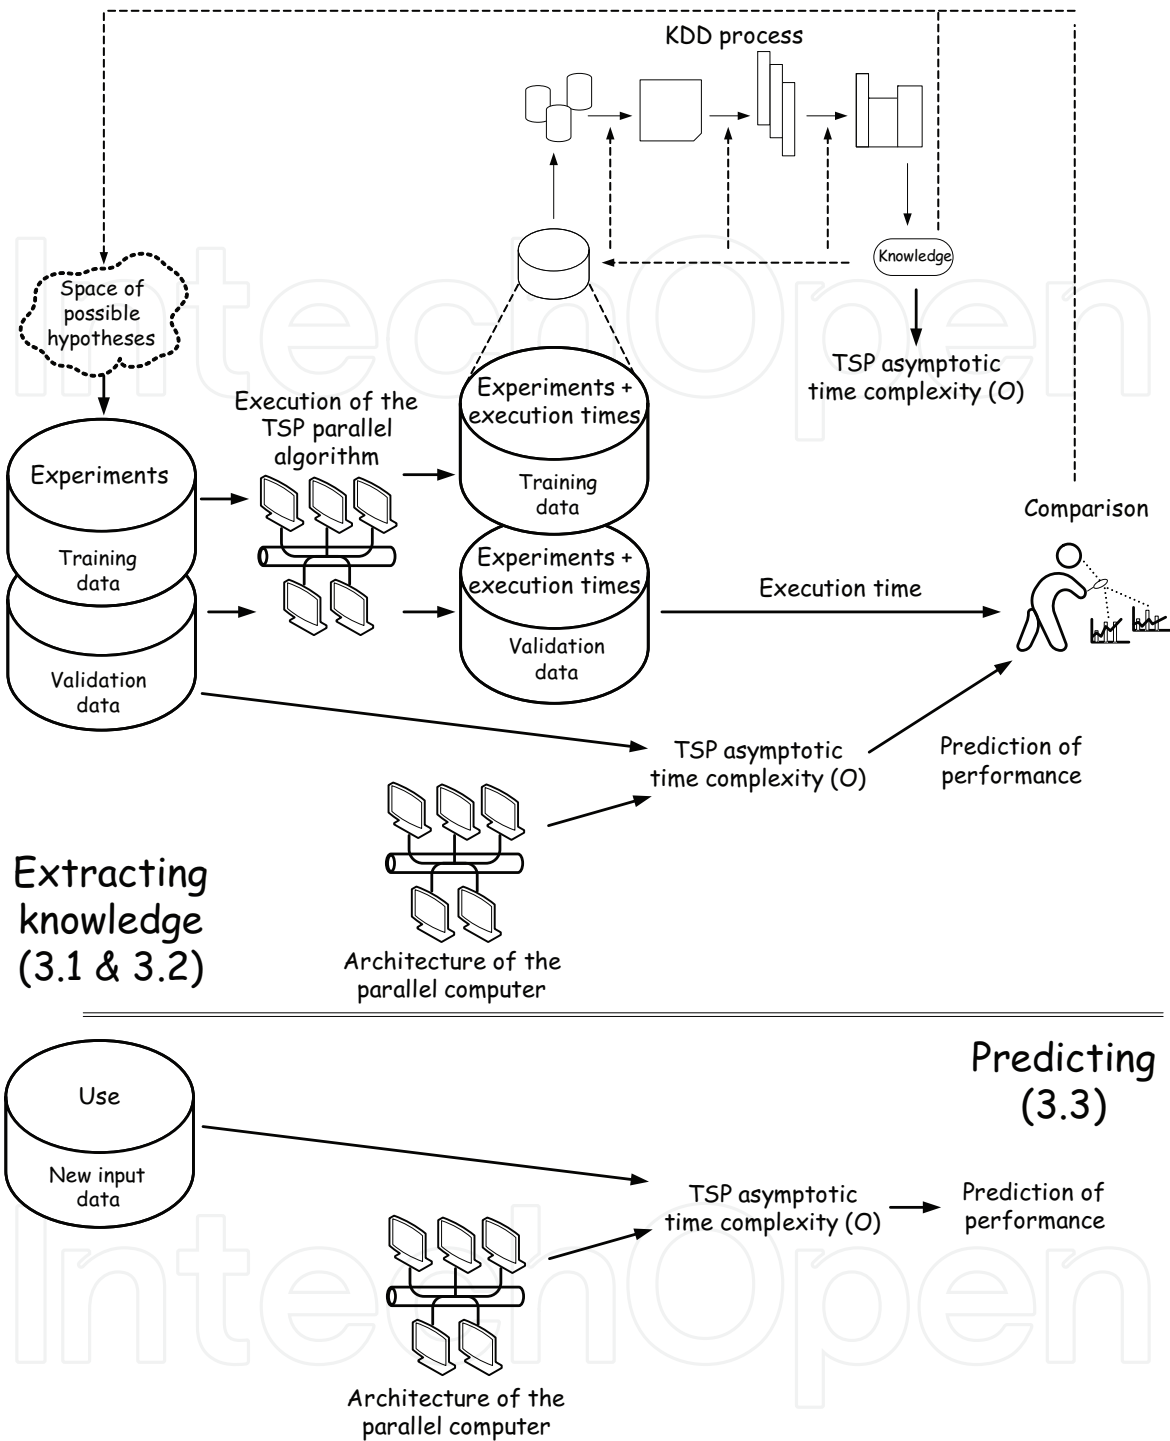 KDD process
Knowledge
Space of
possible
hypotheses
TSP asymptotic
time complexity (O)
Execution of the
TSP parallel
algorithm
Experiments +
execution times
Training
data
Experiments
Training
data
Comparison
Experiments +
execution times
Execution time
Validation
data
Validation
data
TSP asymptotic
time complexity (O)
Prediction of
performance
Extracting
knowledge
(3.1 & 3.2)
Architecture of the
parallel computer
Predicting
(3.3)
Use
New input
data
TSP asymptotic
time complexity (O)
Prediction of
performance
Architecture of the
parallel computer
IntechOpen
IntechOpen